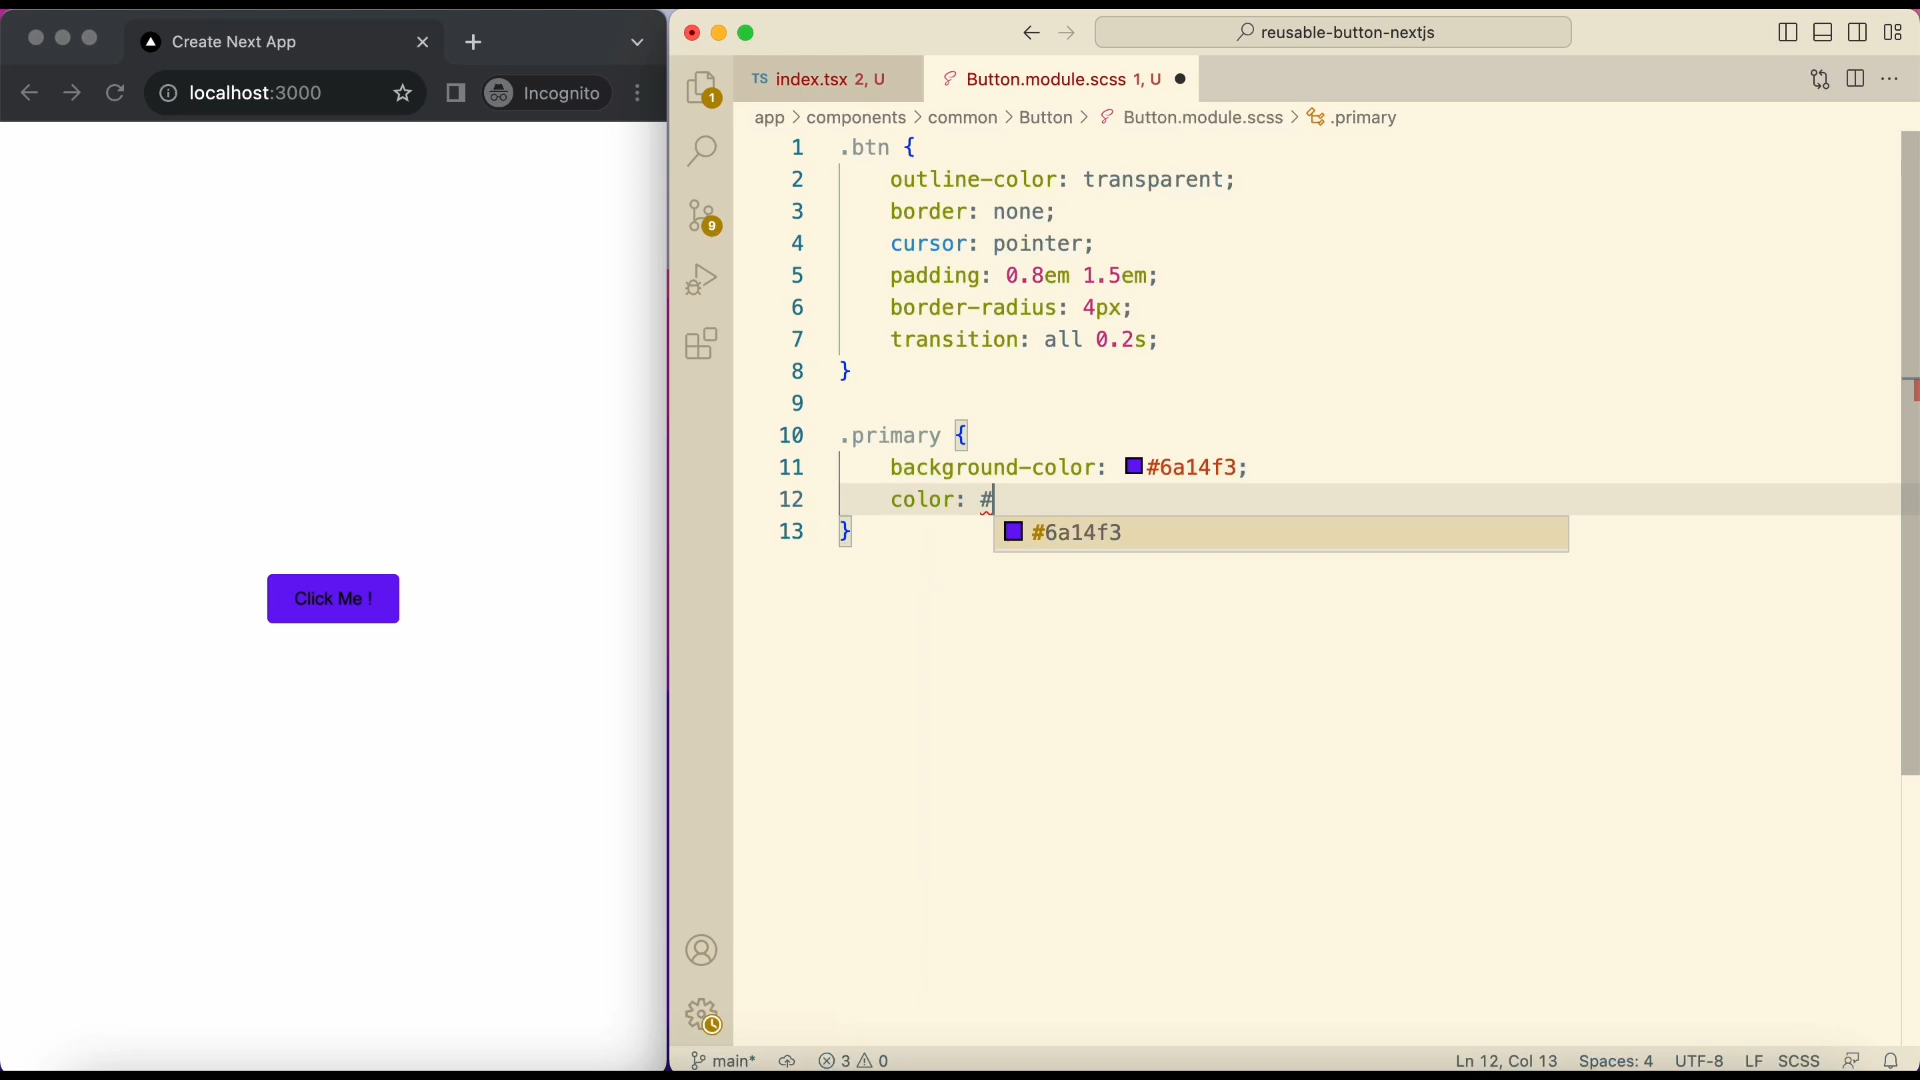 Create Next App
localhost:3000
Incognito
Click Me !
reusable-button-nextjs
1
9
TS index.tsx 2, U
Button.module.scss 1, U
app > components > common > Button > Button.module.scss > .primary
1 .btn {
2 outline-color: transparent;
3 border: none;
4 cursor: pointer;
5 padding: 0.8em 1.5em;
6 border-radius: 4px;
7 transition: all 0.2s;
8 }
9
10 .primary {
11 background-color: #6a14f3;
12 color: #
13 }
#6a14f3
main* 3 0
Ln 12, Col 13 Spaces: 4 UTF-8 LF SCSS